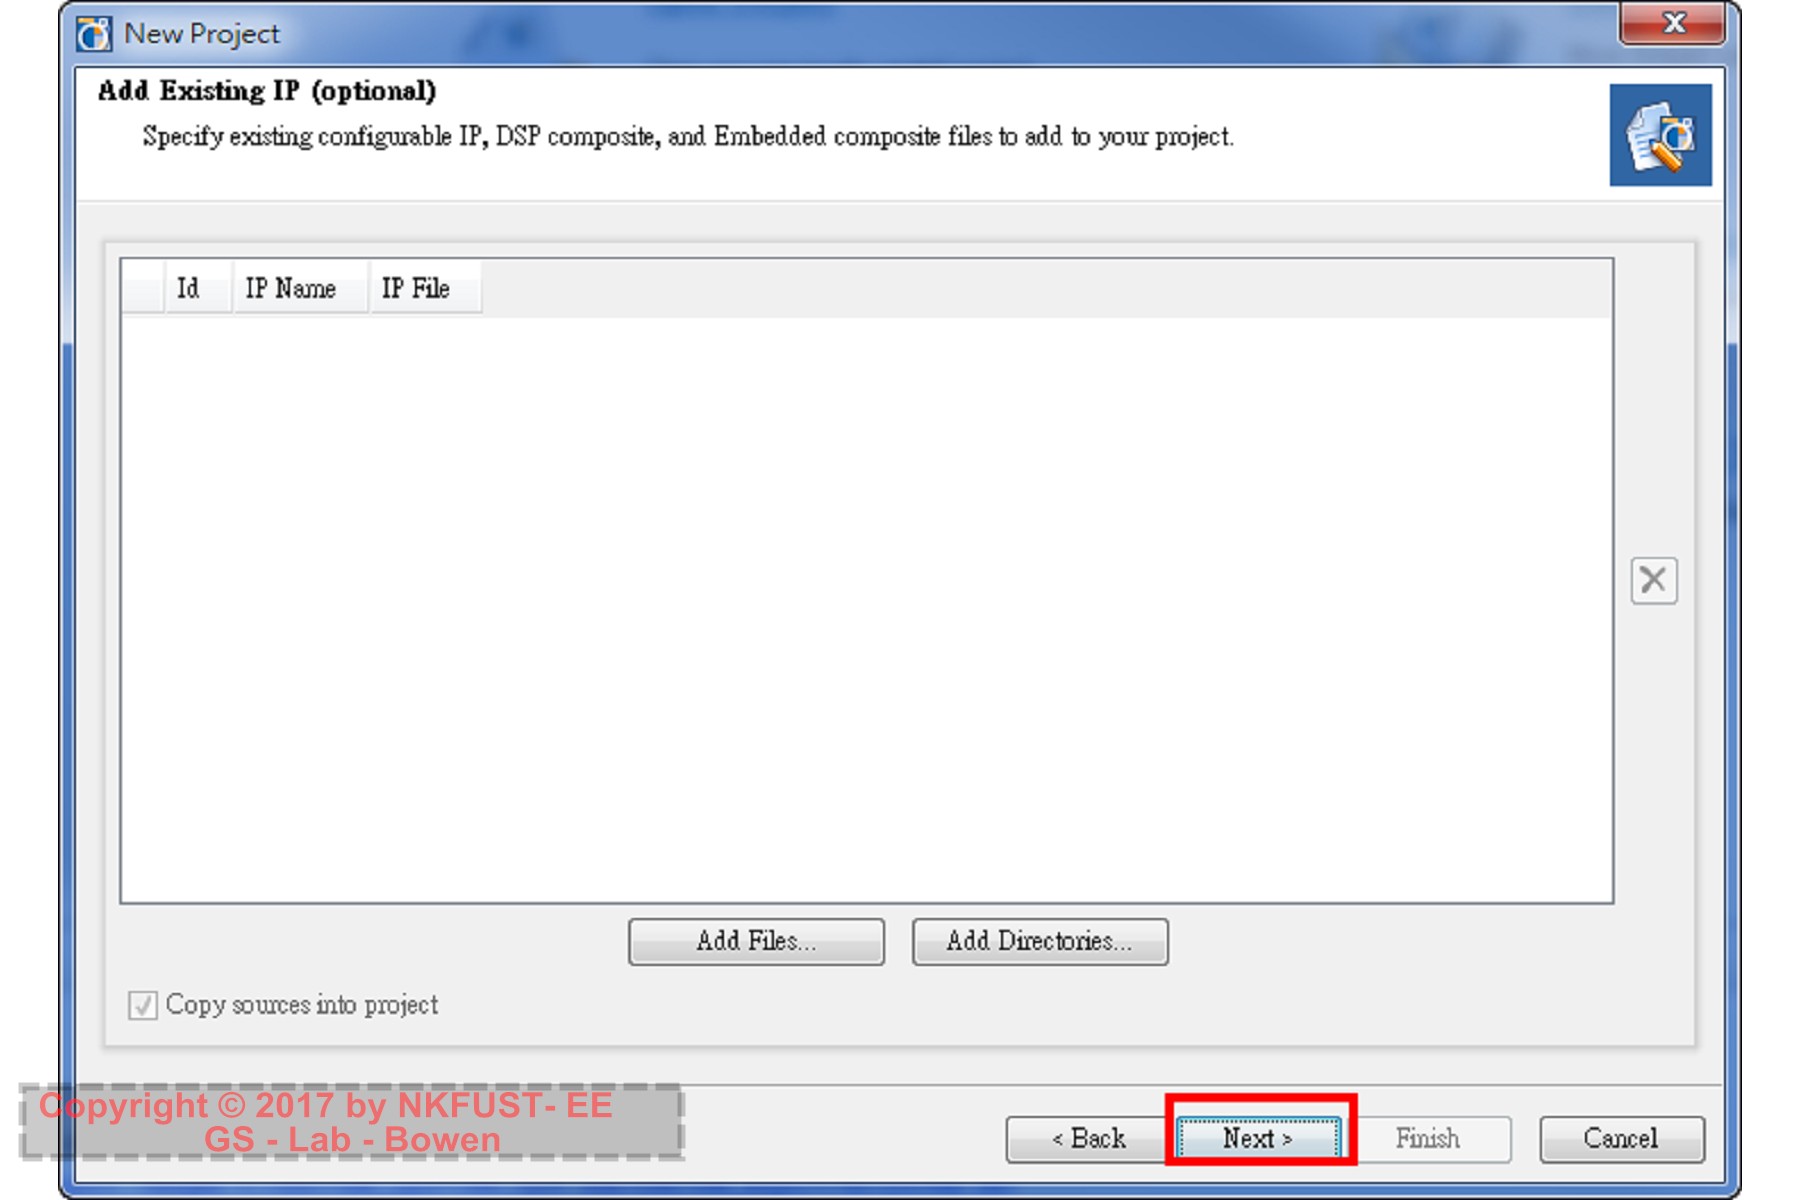 New Project
Add Existing IP (optional)
Specify existing configurable IP, DSP composite, and Embedded composite files to add to your project.
Id IP Name IP File
Add Files... Add Directories...
Copy sources into project
Copyright © 2017 by NKFUST- EE
GS - Lab - Bowen
< Back Next > Finish Cancel